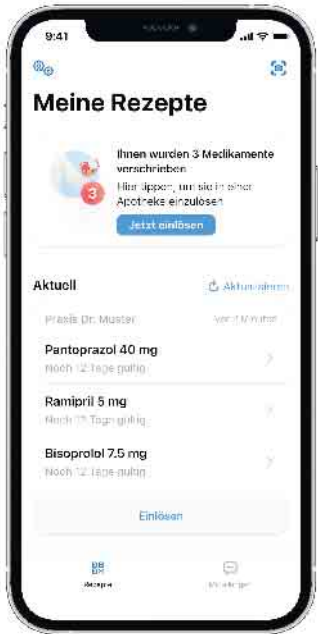 9:41
Meine Rezepte
Ihnen wurden 3 Medikamente
verschrieben
Hier tippen, um sie in einer
Apotheke einzulösen
3
Jetzt einlösen
Aktuell
Aktualisieren
Praxis Dr. Muster
Pantoprazol 40 mg
Noch 12 Tage gültig
Ramipril 5 mg
Noch 12 Tage gültig
Bisoprolol 7.5 mg
Noch 12 Tage gültig
Einlösen
Rezepte